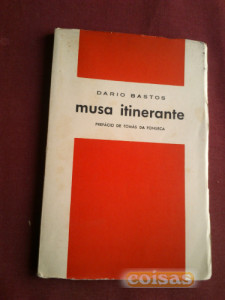 DARIO BASTOS
musa itinerante
PREFÁCIO DE TOMÁS DA FONSECA
coisas